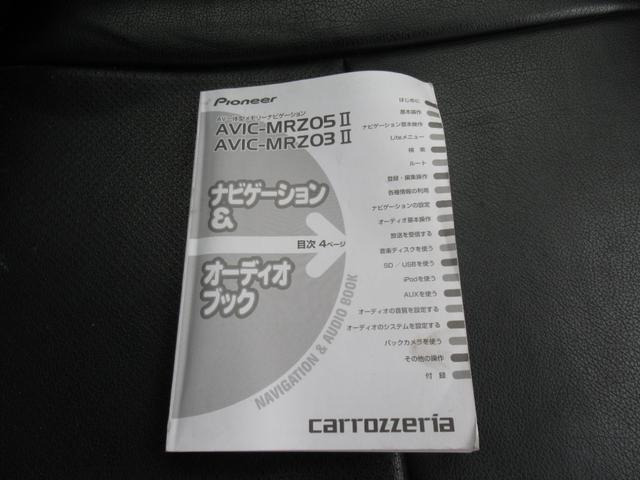 Pioneer
AV一体型メモリーナビゲーション
AVIC-MRZ05Ⅱ
AVIC-MRZ03Ⅱ
ナビゲーション
&
目次 4ページ
オーディオ
ブック
NAVIGATION & AUDIO BOOK
はじめに
基本操作
ナビゲーション基本操作
Liteメニュー
検 索
ルート
登録・編集操作
各種情報の利用
ナビゲーションの設定
オーディオ基本操作
放送を受信する
音楽ディスクを使う
SD/USBを使う
iPodを使う
AUXを使う
オーディオの音質を設定する
オーディオのシステムを設定する
バックカメラを使う
その他の操作
付 録
carrozzeria